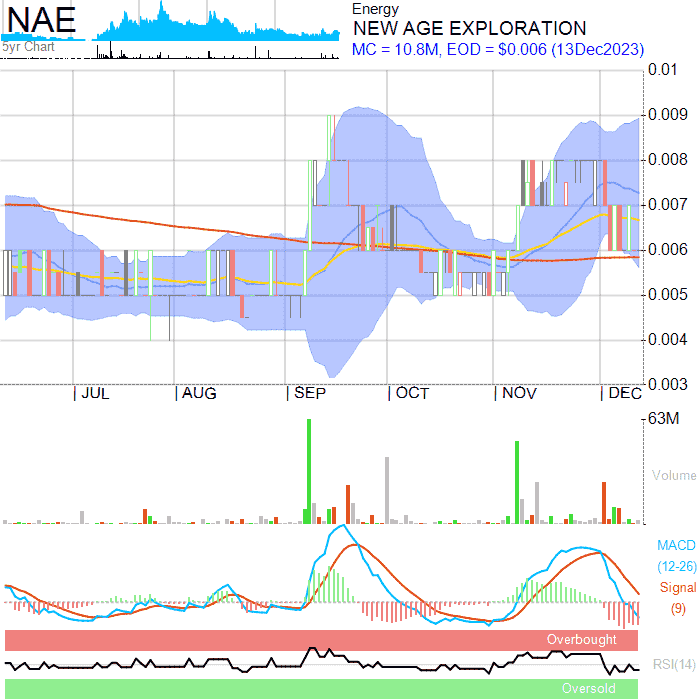 NAE
5yr Chart
Energy
NEW AGE EXPLORATION
MC = 10.8M, EOD = $0.006 (13Dec2023)
0.01
0.009
0.008
0.007
0.006
0.005
0.004
0.003
JUL AUG SEP OCT NOV DEC
63M
Volume
MACD
(12-26)
Signal
(9)
Overbought
RSI(14)
Oversold